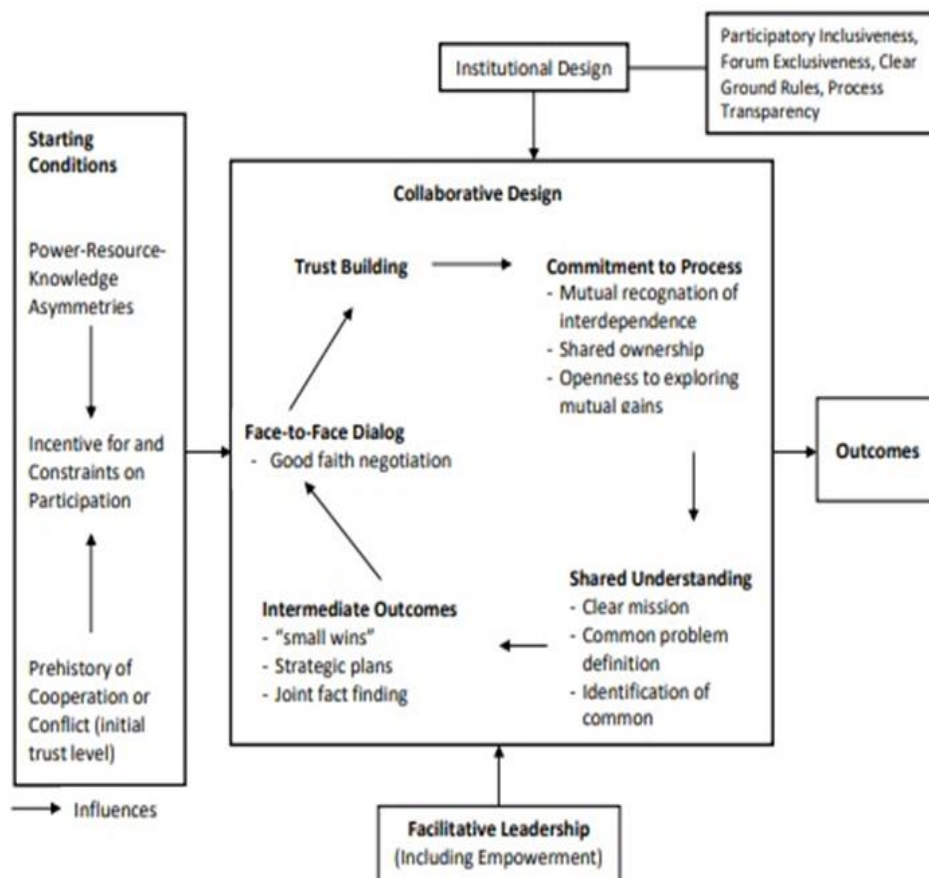 Institutional Design
Participatory Inclusiveness,
Forum Exclusiveness, Clear
Ground Rules, Process
Transparency
Starting
Conditions
Power-Resource-
Knowledge
Asymmetries
Incentive for and
Constraints on
Participation
Prehistory of
Cooperation or
Conflict (initial
trust level)
Influences
Collaborative Design
Trust Building
Commitment to Process
- Mutual recognation of
interdependence
- Shared ownership
- Openness to exploring
mutual gains
Face-to-Face Dialog
- Good faith negotiation
Intermediate Outcomes
- “small wins”
- Strategic plans
- Joint fact finding
Shared Understanding
- Clear mission
- Common problem
definition
- Identification of
common
Outcomes
Facilitative Leadership
(Including Empowerment)